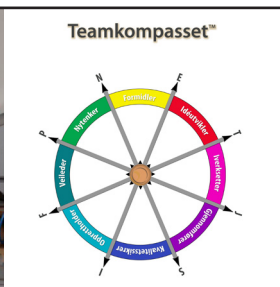 Teamkompasset™
N
E
Formidler
Nytenker
Idéutvikler
P
T
Veileder
Iverksetter
F
J
Opprettholder
Gjennomfører
Kvalitetssikrer
I
S